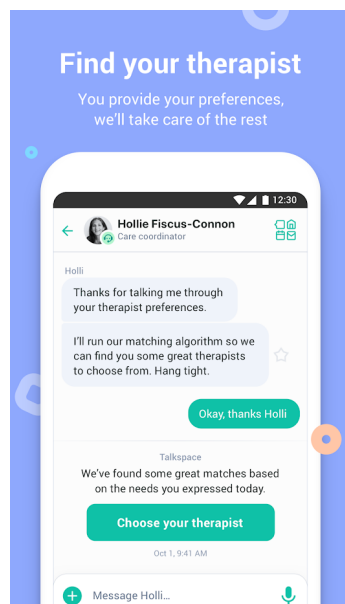 Find your therapist
You provide your preferences,
we'll take care of the rest
12:30
Hollie Fiscus-Connon
Care coordinator
Holli
Thanks for talking me through
your therapist preferences.
I'll run our matching algorithm so we
can find you some great therapists
to choose from. Hang tight.
Okay, thanks Holli
Talkspace
We've found some great matches based
on the needs you expressed today.
Choose your therapist
Oct 1, 9:41 AM
Message Holli...